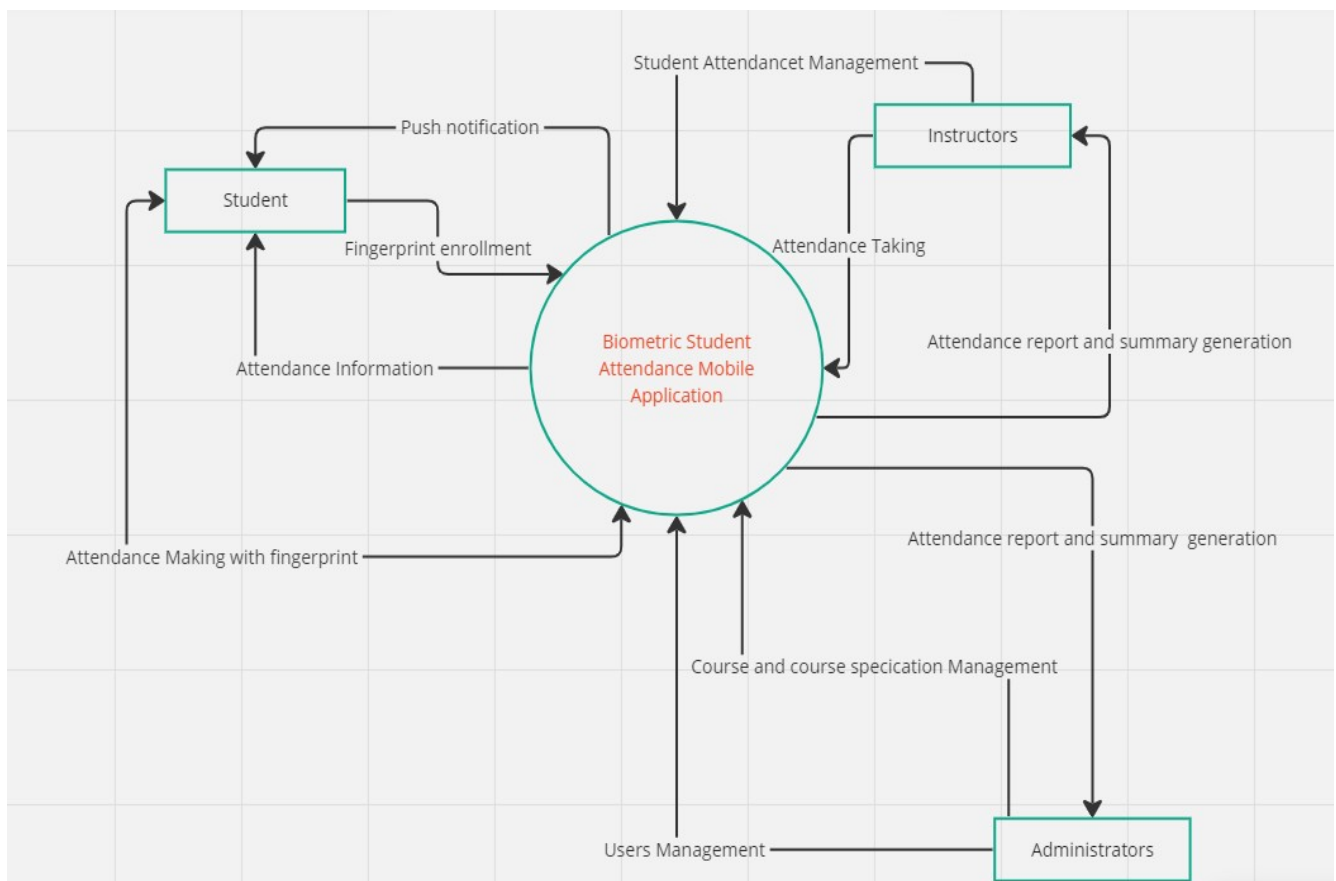 Student Attendancet Management
Push notification
Instructors
Student
Fingerprint enrollment
Attendance Taking
Biometric Student
Attendance Mobile
Application
Attendance report and summary generation
Attendance Information
Attendance report and summary  generation
Attendance Making with fingerprint
Course and course specication Management
Users Management
Administrators